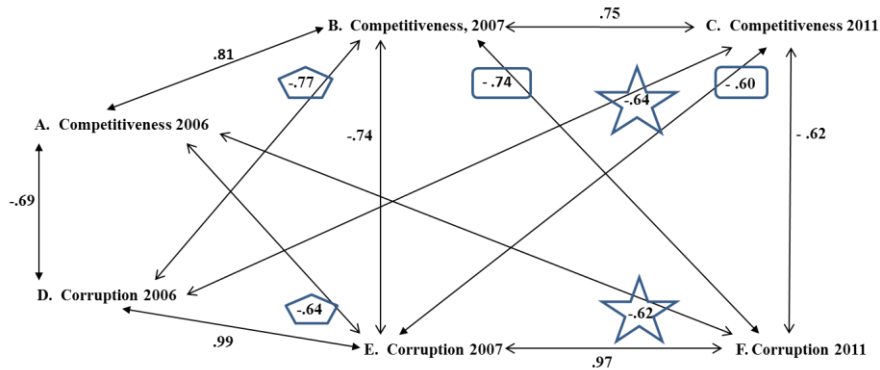 B. Competitiveness, 2007
.75
C. Competitiveness 2011
.81
-.77
- .74
-.64
- .60
A. Competitiveness 2006
-.74
- .62
-.69
D. Corruption 2006
-.64
-.62
.99
E. Corruption 2007
.97
F. Corruption 2011